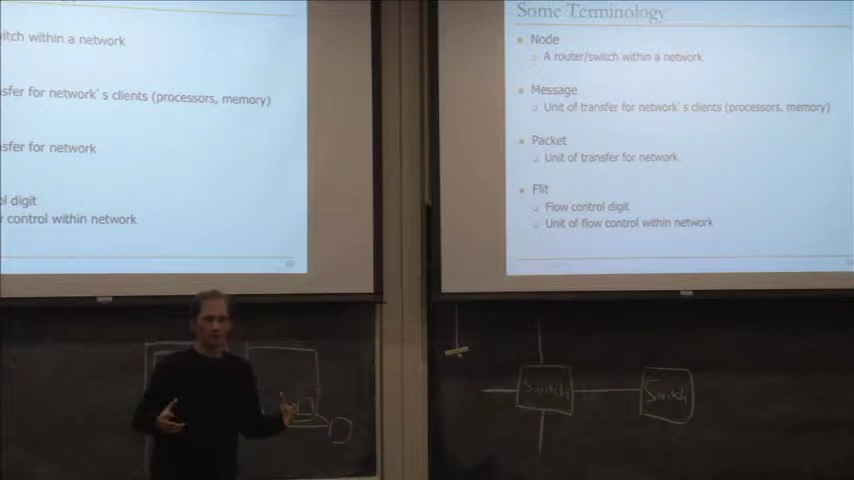 itch within a network
sfer for network's clients (processors, memory)
sfer for network
ol digit
control within network
Some Terminology
Node
A router/switch within a network
Message
Unit of transfer for network's clients (processors, memory)
Packet
Unit of transfer for network
Flit
Flow control digit
Unit of flow control within network
Switch
Switch